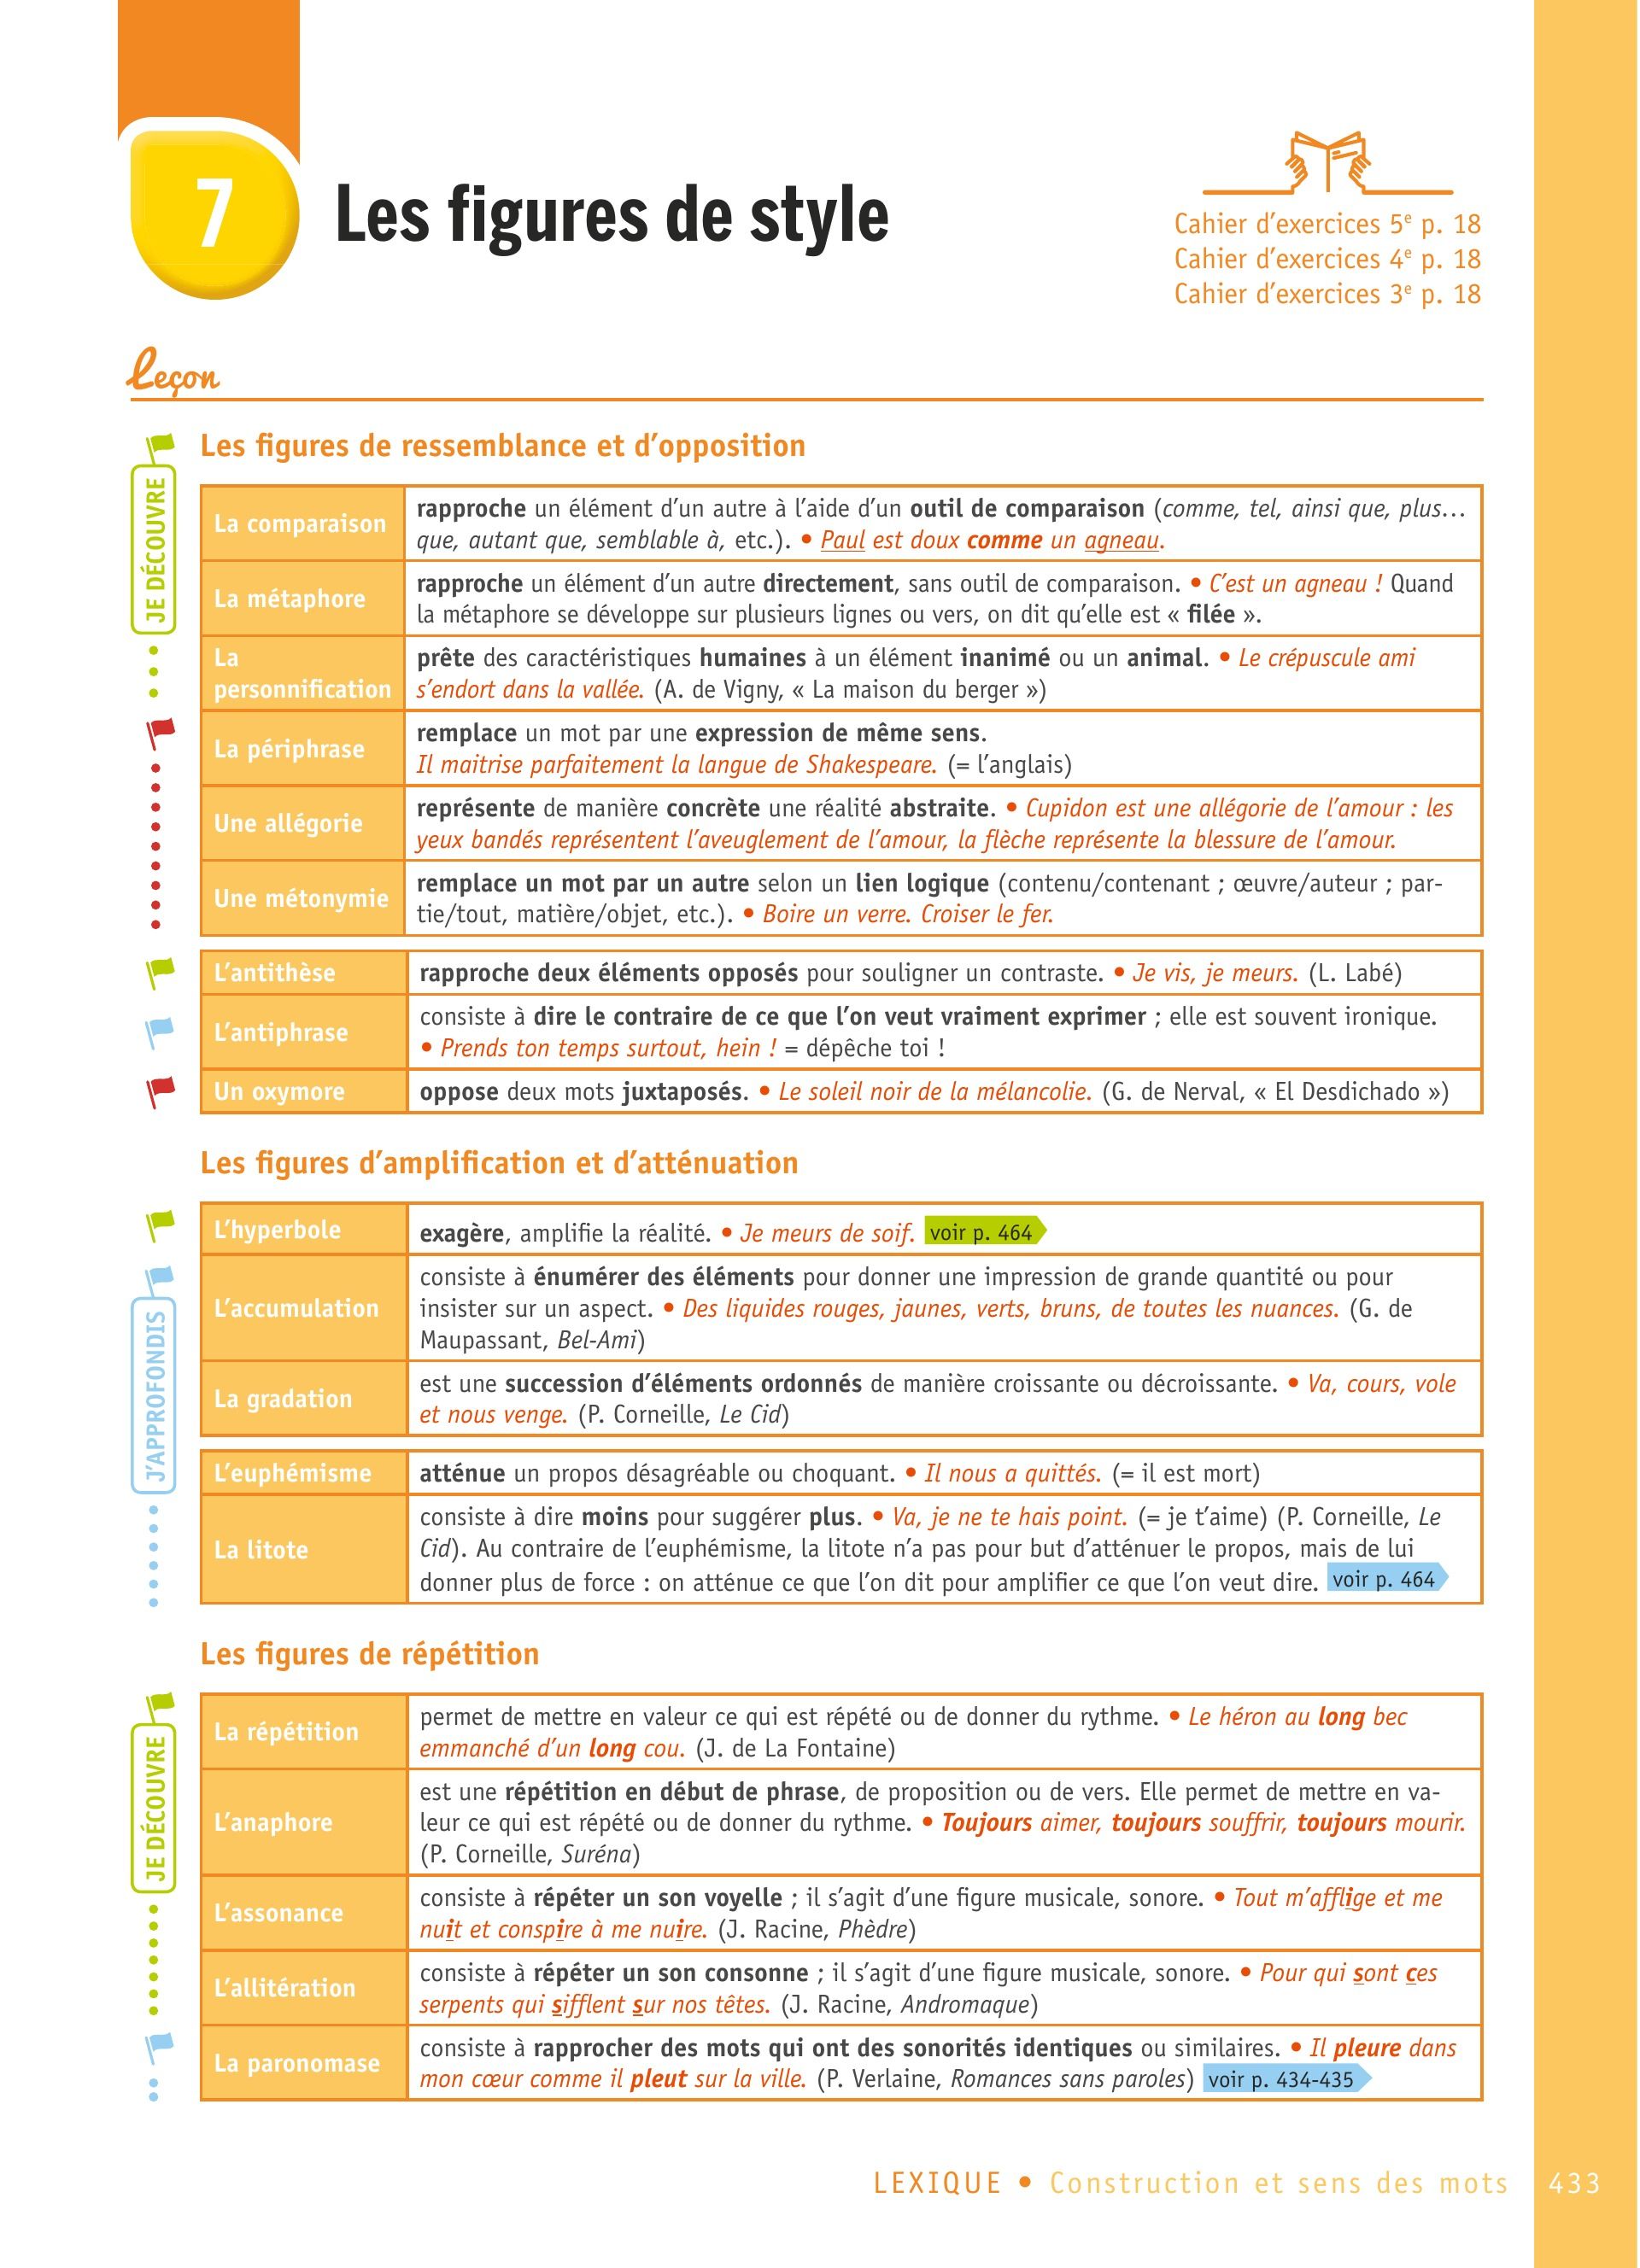 7
Les figures de style
Cahier d’exercices 5e p. 18
Cahier d’exercices 4e p. 18
Cahier d’exercices 3e p. 18
Leçon
JE DÉCOUVRE
Les figures de ressemblance et d’opposition
La comparaison
rapproche un élément d’un autre à l’aide d’un outil de comparaison (comme, tel, ainsi que, plus…
que, autant que, semblable à, etc.). • Paul est doux comme un agneau.
La métaphore
rapproche un élément d’un autre directement, sans outil de comparaison. • C’est un agneau ! Quand
la métaphore se développe sur plusieurs lignes ou vers, on dit qu’elle est « filée ».
La
personnification
prête des caractéristiques humaines à un élément inanimé ou un animal. • Le crépuscule ami
s’endort dans la vallée. (A. de Vigny, « La maison du berger »)
La périphrase
remplace un mot par une expression de même sens.
Il maitrise parfaitement la langue de Shakespeare. (= l’anglais)
Une allégorie
représente de manière concrète une réalité abstraite. • Cupidon est une allégorie de l’amour : les
yeux bandés représentent l’aveuglement de l’amour, la flèche représente la blessure de l’amour.
Une métonymie
remplace un mot par un autre selon un lien logique (contenu/contenant ; œuvre/auteur ; par-
tie/tout, matière/objet, etc.). • Boire un verre. Croiser le fer.
L’antithèse
rapproche deux éléments opposés pour souligner un contraste. • Je vis, je meurs. (L. Labé)
L’antiphrase
consiste à dire le contraire de ce que l’on veut vraiment exprimer ; elle est souvent ironique.
• Prends ton temps surtout, hein ! = dépêche toi !
Un oxymore
oppose deux mots juxtaposés. • Le soleil noir de la mélancolie. (G. de Nerval, « El Desdichado »)
Les figures d’amplification et d’atténuation
L’hyperbole
exagère, amplifie la réalité. • Je meurs de soif. voir p. 464
J’APPROFONDIS
L’accumulation
consiste à énumérer des éléments pour donner une impression de grande quantité ou pour
insister sur un aspect. • Des liquides rouges, jaunes, verts, bruns, de toutes les nuances. (G. de
Maupassant, Bel-Ami)
La gradation
est une succession d’éléments ordonnés de manière croissante ou décroissante. • Va, cours, vole
et nous venge. (P. Corneille, Le Cid)
L’euphémisme
atténue un propos désagréable ou choquant. • Il nous a quittés. (= il est mort)
La litote
consiste à dire moins pour suggérer plus. • Va, je ne te hais point. (= je t’aime) (P. Corneille, Le
Cid). Au contraire de l’euphémisme, la litote n’a pas pour but d’atténuer le propos, mais de lui
donner plus de force : on atténue ce que l’on dit pour amplifier ce que l’on veut dire. voir p. 464
Les figures de répétition
JE DÉCOUVRE
La répétition
permet de mettre en valeur ce qui est répété ou de donner du rythme. • Le héron au long bec
emmanché d’un long cou. (J. de La Fontaine)
L’anaphore
est une répétition en début de phrase, de proposition ou de vers. Elle permet de mettre en va-
leur ce qui est répété ou de donner du rythme. • Toujours aimer, toujours souffrir, toujours mourir.
(P. Corneille, Suréna)
L’assonance
consiste à répéter un son voyelle ; il s’agit d’une figure musicale, sonore. • Tout m’afflige et me
nuit et conspire à me nuire. (J. Racine, Phèdre)
L’allitération
consiste à répéter un son consonne ; il s’agit d’une figure musicale, sonore. • Pour qui sont ces
serpents qui sifflent sur nos têtes. (J. Racine, Andromaque)
La paronomase
consiste à rapprocher des mots qui ont des sonorités identiques ou similaires. • Il pleure dans
mon cœur comme il pleut sur la ville. (P. Verlaine, Romances sans paroles) voir p. 434-435
LEXIQUE • Construction et sens des mots 433